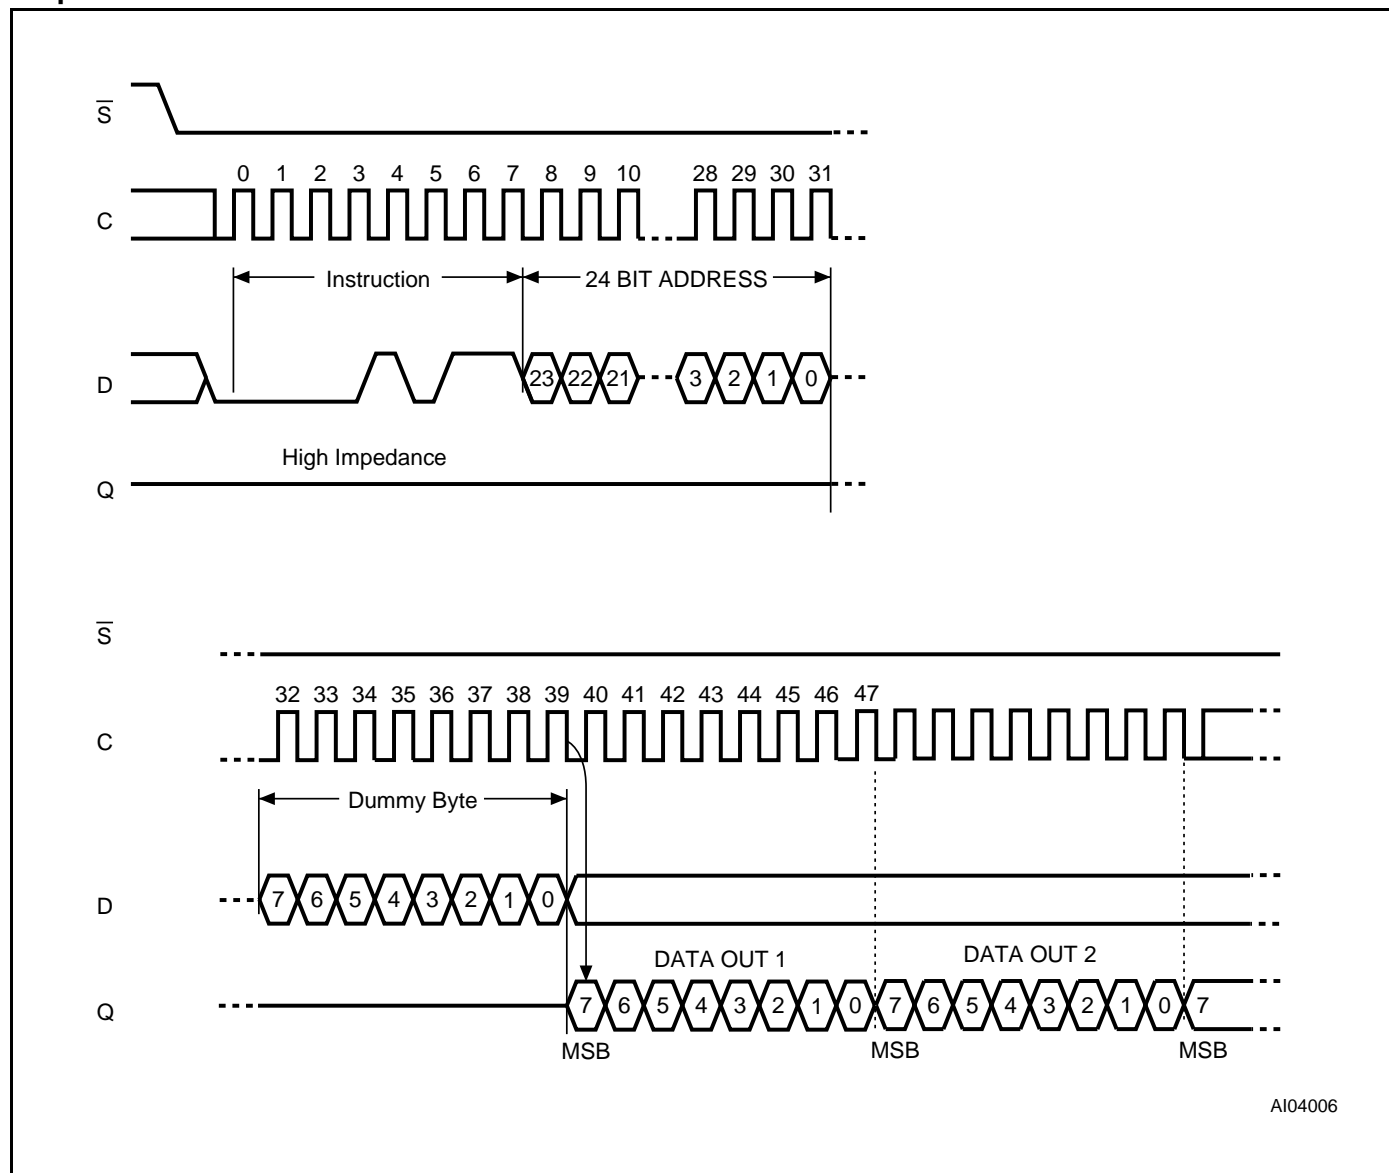 S
0 1 2 3 4 5 6 7 8 9 10 28 29 30 31
C
Instruction 24 BIT ADDRESS
D 23 22 21 3 2 1 0
High Impedance
Q
S
32 33 34 35 36 37 38 39 40 41 42 43 44 45 46 47
C
Dummy Byte
D 7 6 5 4 3 2 1 0
DATA OUT 1 DATA OUT 2
Q 7 6 5 4 3 2 1 0 7 6 5 4 3 2 1 0 7
MSB MSB MSB
AI04006